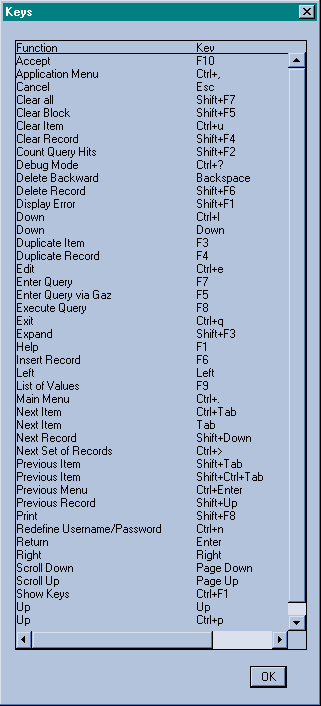 Keys
Function Key
Accept F10
Application Menu Ctrl+,
Cancel Esc
Clear all Shift+F7
Clear Block Shift+F5
Clear Item Ctrl+u
Clear Record Shift+F4
Count Query Hits Shift+F2
Debug Mode Ctrl+?
Delete Backward Backspace
Delete Record Shift+F6
Display Error Shift+F1
Down Ctrl+l
Down Down
Duplicate Item F3
Duplicate Record F4
Edit Ctrl+e
Enter Query F7
Enter Query via Gaz F5
Execute Query F8
Exit Ctrl+q
Expand Shift+F3
Help F1
Insert Record F6
Left Left
List of Values F9
Main Menu Ctrl+.
Next Item Ctrl+Tab
Next Item Tab
Next Record Shift+Down
Next Set of Records Ctrl+>
Previous Item Shift+Tab
Previous Item Shift+Ctrl+Tab
Previous Menu Ctrl+Enter
Previous Record Shift+Up
Print Shift+F8
Redefine Username/Password Ctrl+n
Return Enter
Right Right
Scroll Down Page Down
Scroll Up Page Up
Show Keys Ctrl+F1
Up Up
Up Ctrl+p
OK